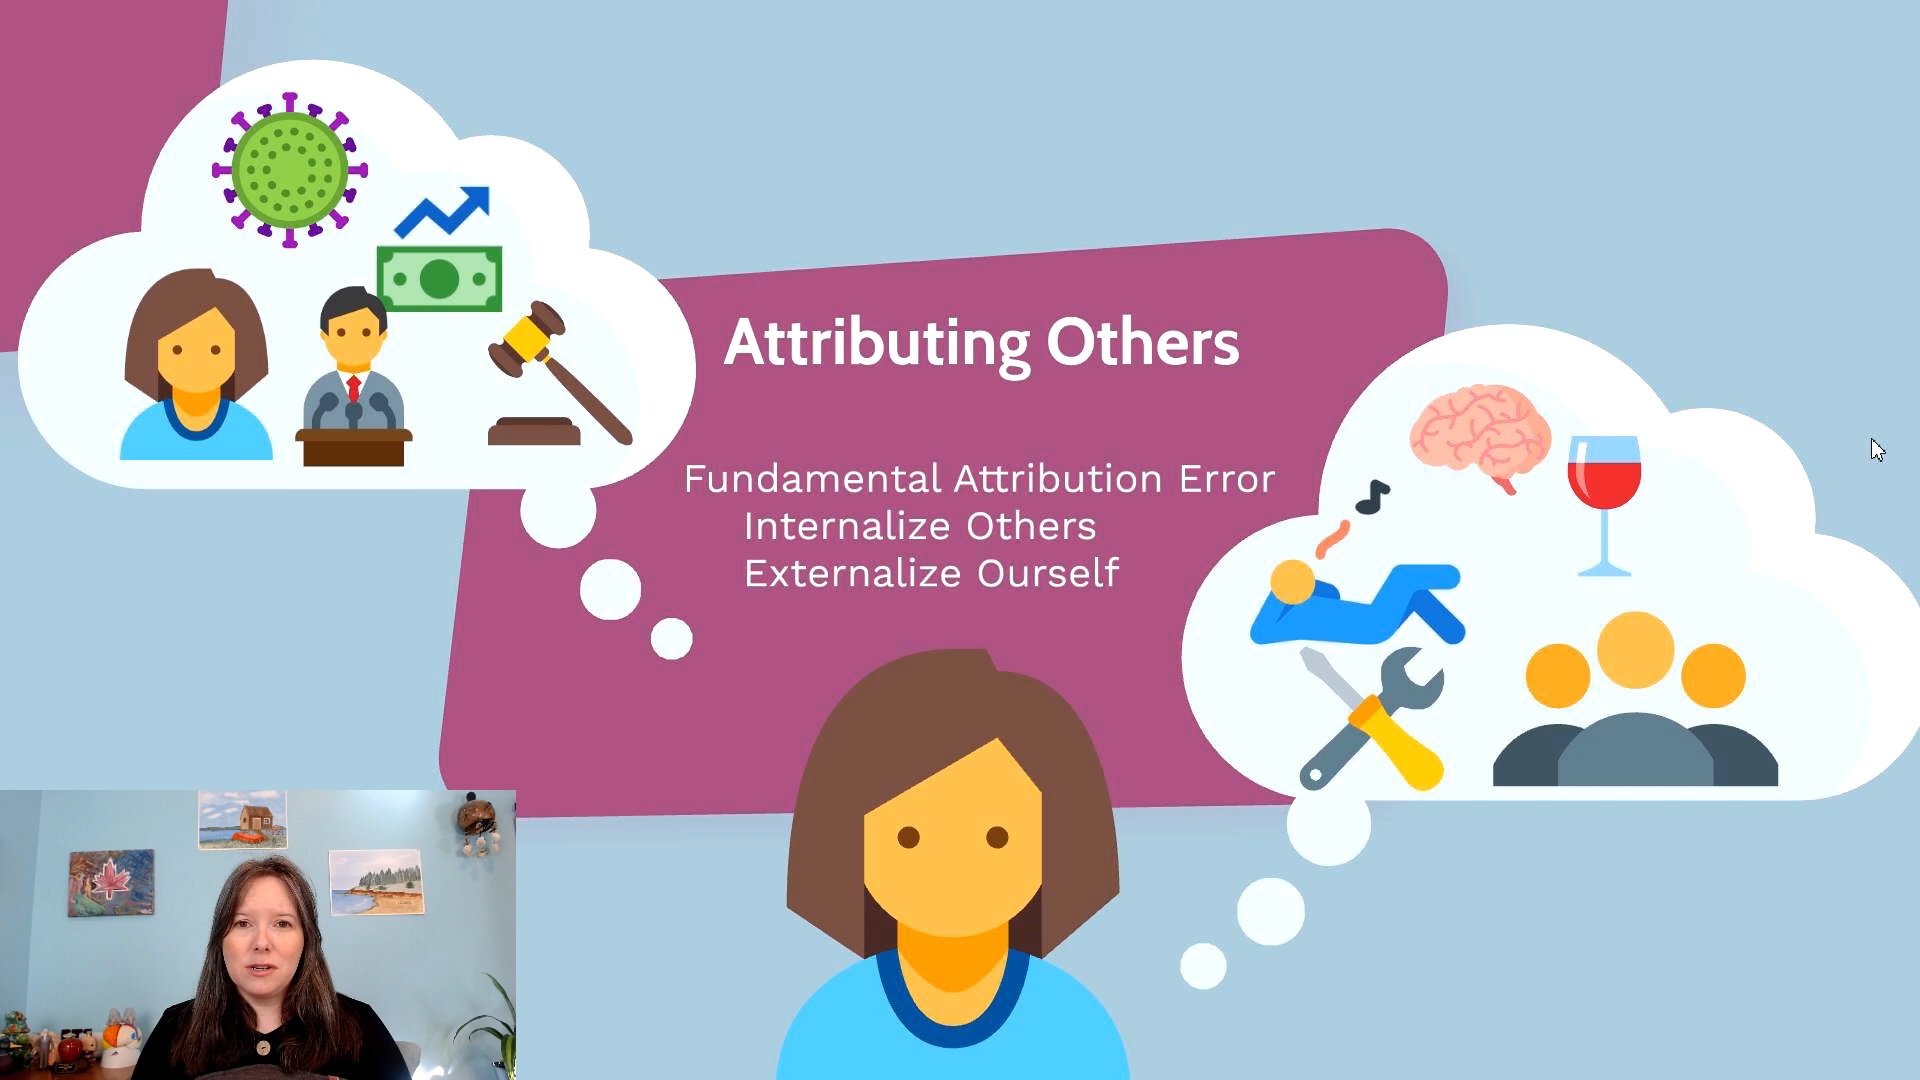 Attributing Others
Fundamental Attribution Error
Internalize Others
Externalize Ourself